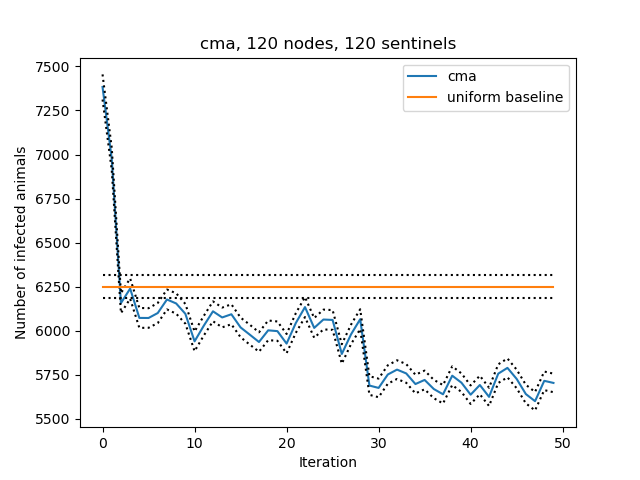 cma, 120 nodes, 120 sentinels
7500
7250
7000
6750
6500
6250
6000
5750
5500
Number of infected animals
cma
uniform baseline
0 10 20 30 40 50
Iteration